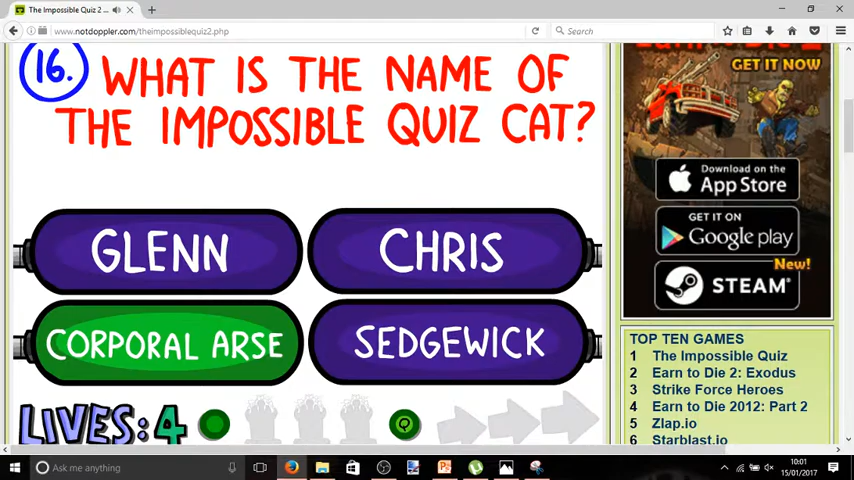 The Impossible Quiz 2 ...
www.notdoppler.com/theimpossiblequiz2.php
Search
16. WHAT IS THE NAME OF
THE IMPOSSIBLE QUIZ CAT?
GLENN
CHRIS
CORPORAL ARSE
SEDGEWICK
LIVES: 4
GET IT NOW
Download on the
App Store
GET IT ON
Google play
New!
STEAM
TOP TEN GAMES
1 The Impossible Quiz
2 Earn to Die 2: Exodus
3 Strike Force Heroes
4 Earn to Die 2012: Part 2
5 Zlap.io
6 Starblast.io
Ask me anything
10:01
15/01/2017